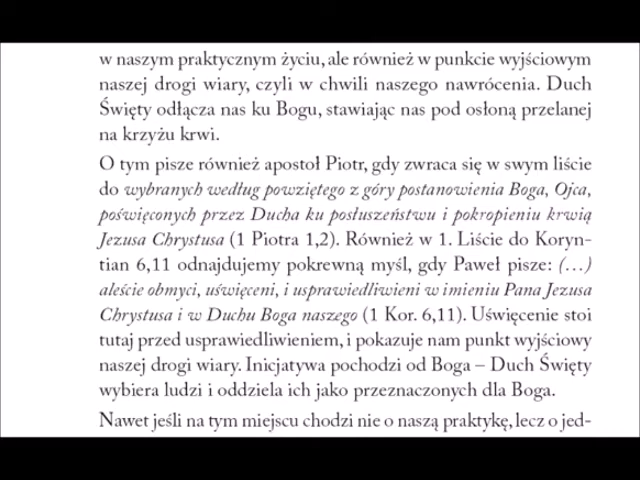 w naszym praktycznym życiu, ale również w punkcie wyjściowym
naszej drogi wiary, czyli w chwili naszego nawrócenia. Duch
Święty odłącza nas ku Bogu, stawiając nas pod osłoną przelanej
na krzyżu krwi.
O tym pisze również apostoł Piotr, gdy zwraca się w swym liście
do wybranych według powziętego z góry postanowienia Boga, Ojca,
poświęconych przez Ducha ku posłuszeństwu i pokropieniu krwią
Jezusa Chrystusa (1 Piotra 1,2). Również w 1. Liście do Koryn-
tian 6,11 odnajdujemy pokrewną myśl, gdy Paweł pisze: (…)
aleście obmyci, uświęceni, i usprawiedliwieni w imieniu Pana Jezusa
Chrystusa i w Duchu Boga naszego (1 Kor. 6,11). Uświęcenie stoi
tutaj przed usprawiedliwieniem, i pokazuje nam punkt wyjściowy
naszej drogi wiary. Inicjatywa pochodzi od Boga – Duch Święty
wybiera ludzi i oddziela ich jako przeznaczonych dla Boga.
Nawet jeśli na tym miejscu chodzi nie o naszą praktykę, lecz o jed-